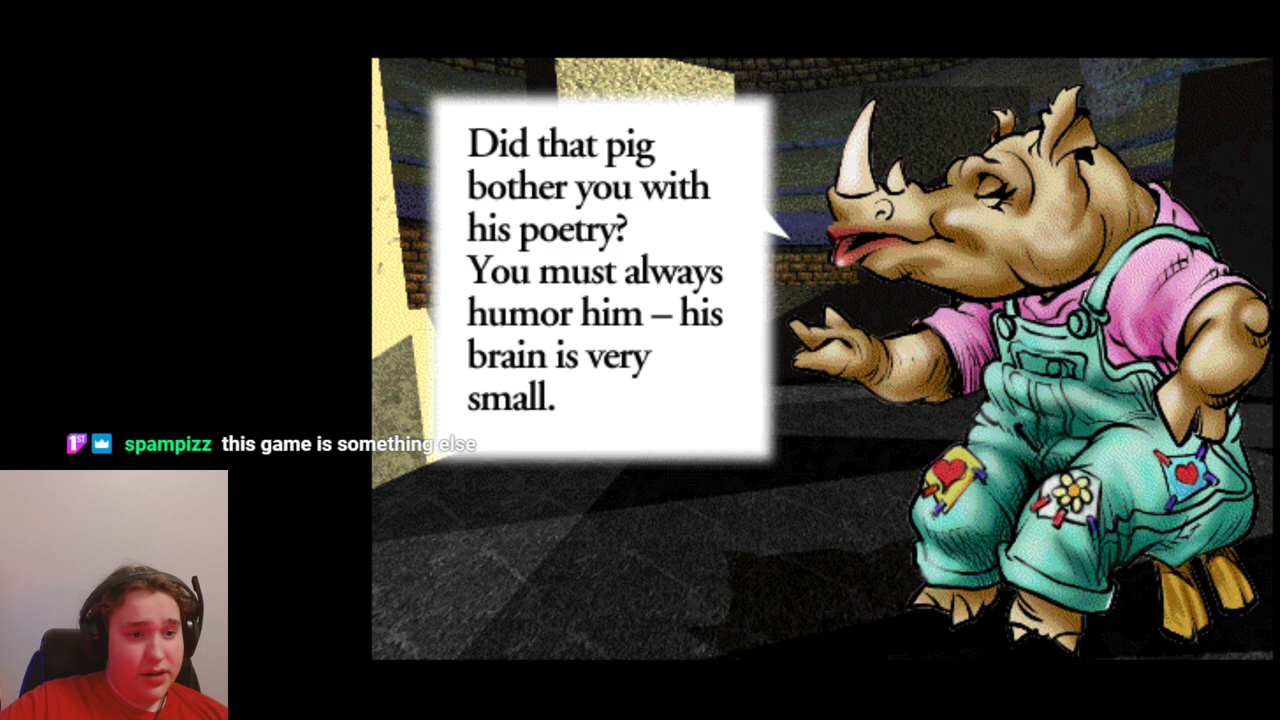 Did that pig
bother you with
his poetry?
You must always
humor him – his
brain is very
small.
1ST spampizz this game is something else